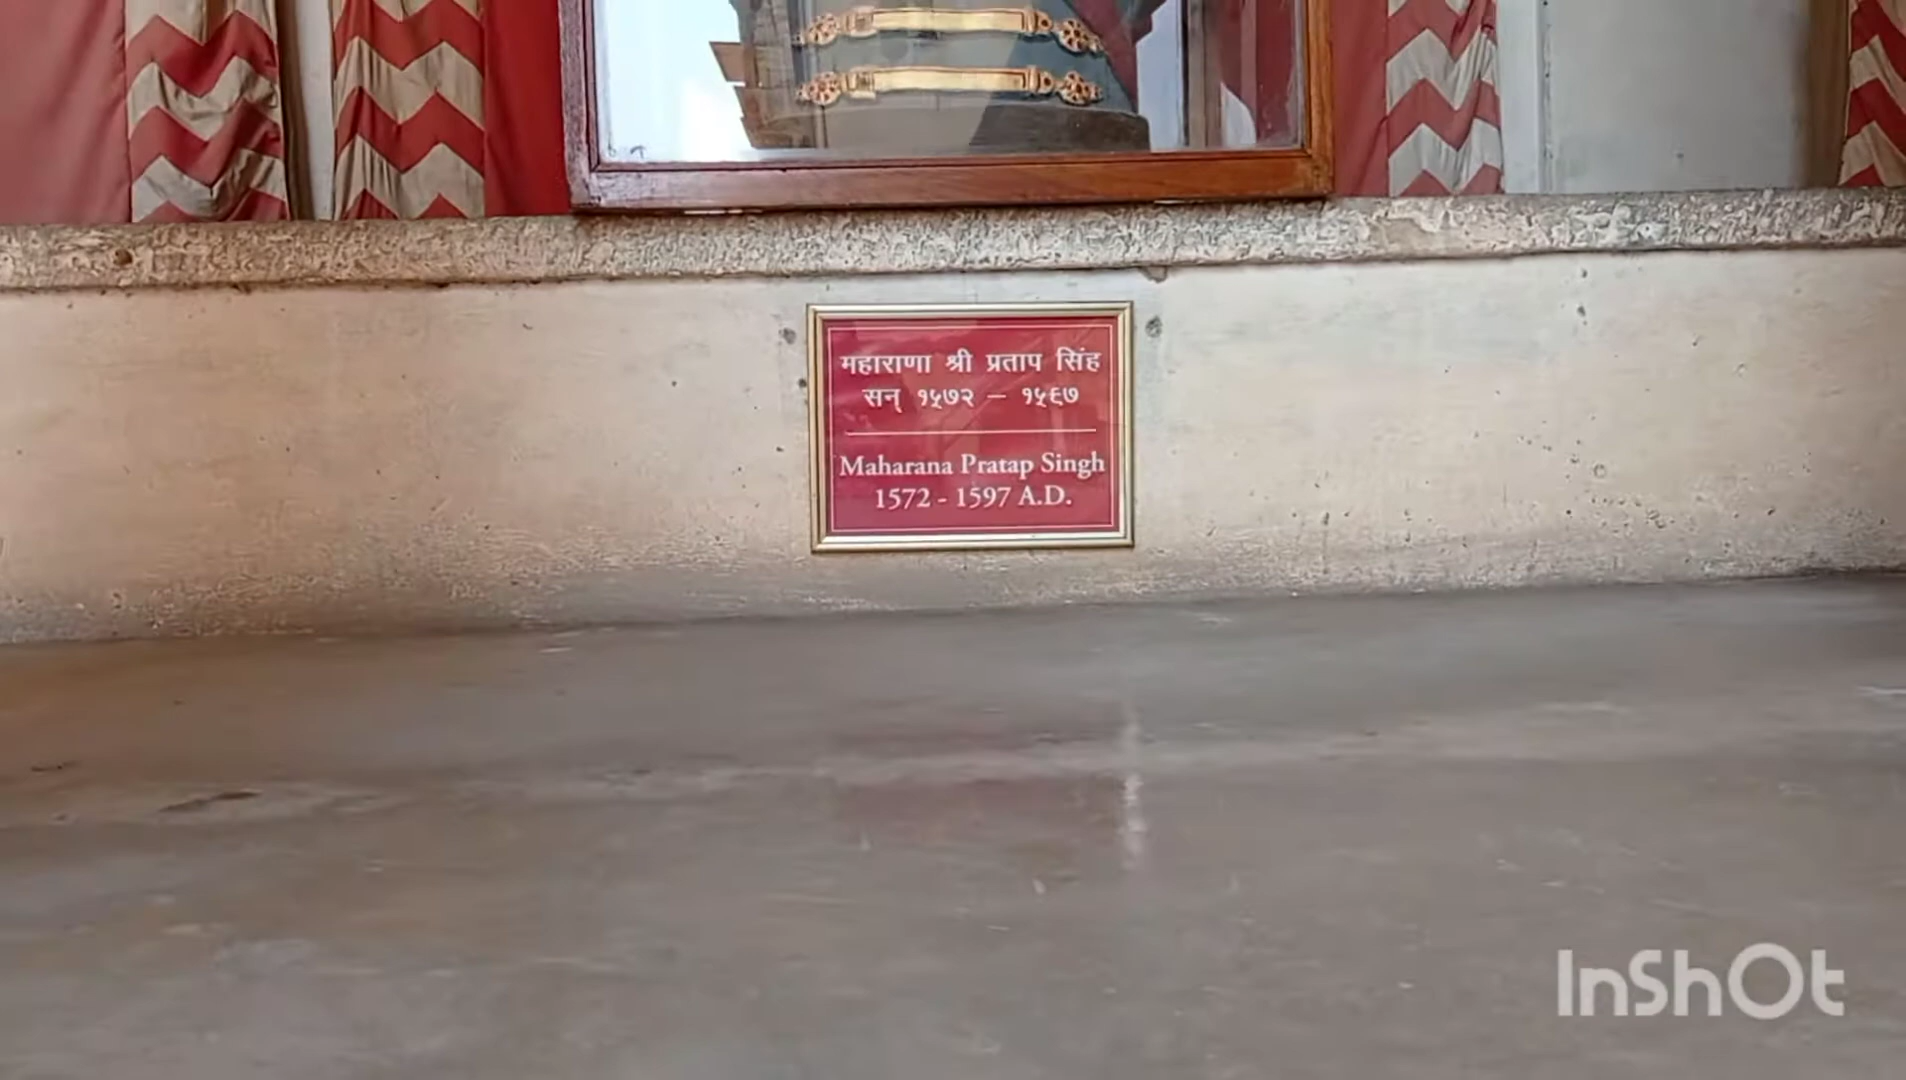 महाराणा श्री प्रताप सिंह
सन् १५७२ – १५९७
Maharana Pratap Singh
1572 - 1597 A.D.
InShOt